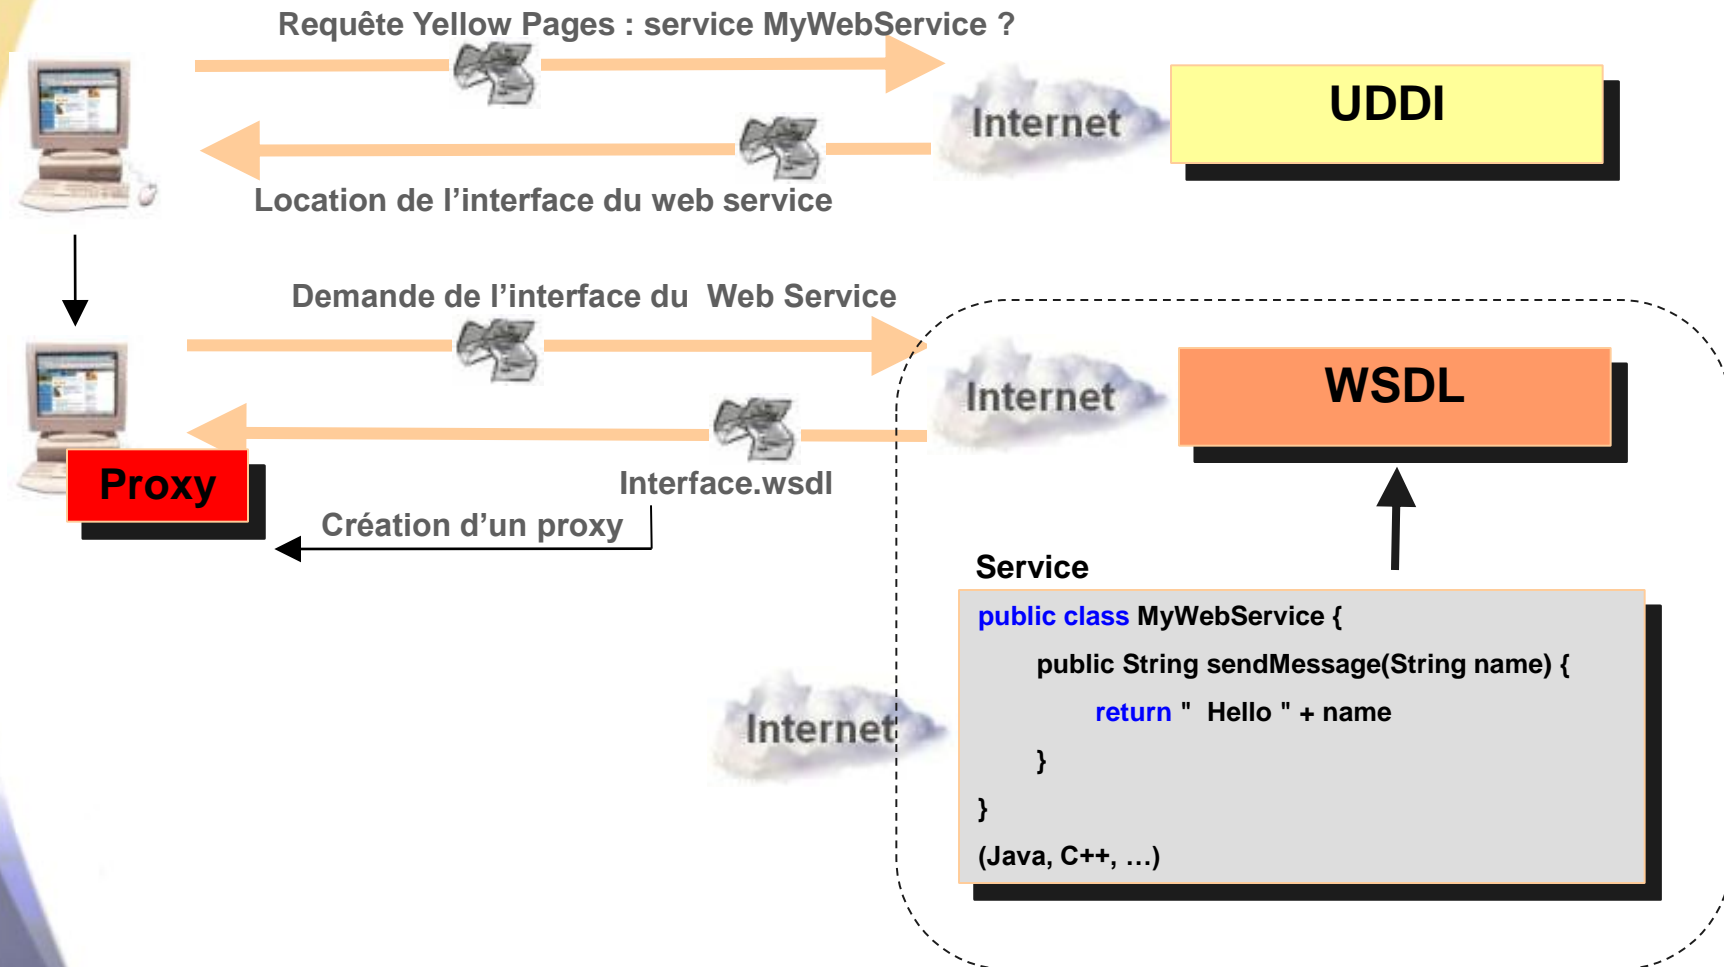 Requête Yellow Pages : service MyWebService ?
Internet
UDDI
Location de l’interface du web service
Demande de l’interface du  Web Service
Internet
WSDL
Proxy
Interface.wsdl
Création d’un proxy
Service
public class MyWebService {
public String sendMessage(String name) {
return "  Hello " + name
}
}
(Java, C++, …)
Internet